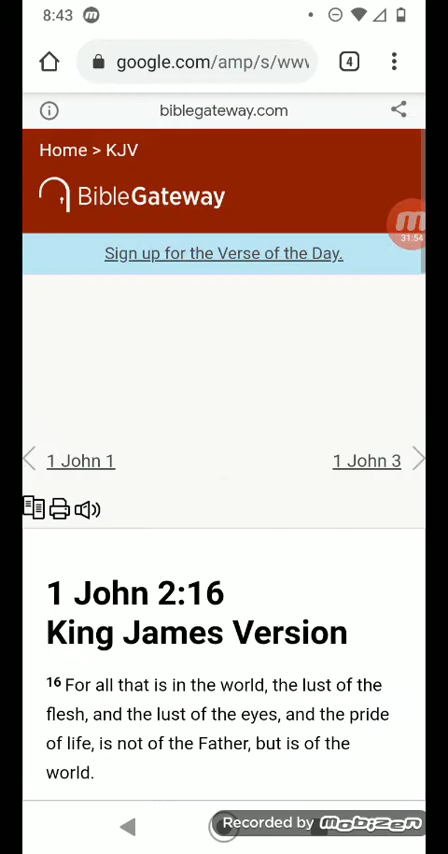 8:43
4
google.com/amp/s/www
biblegateway.com
Home > KJV
BibleGateway
31:54
Sign up for the Verse of the Day.
1 John 1
1 John 3
1 John 2:16
King James Version
16 For all that is in the world, the lust of the
flesh, and the lust of the eyes, and the pride
of life, is not of the Father, but is of the
world.
Recorded by mobizen